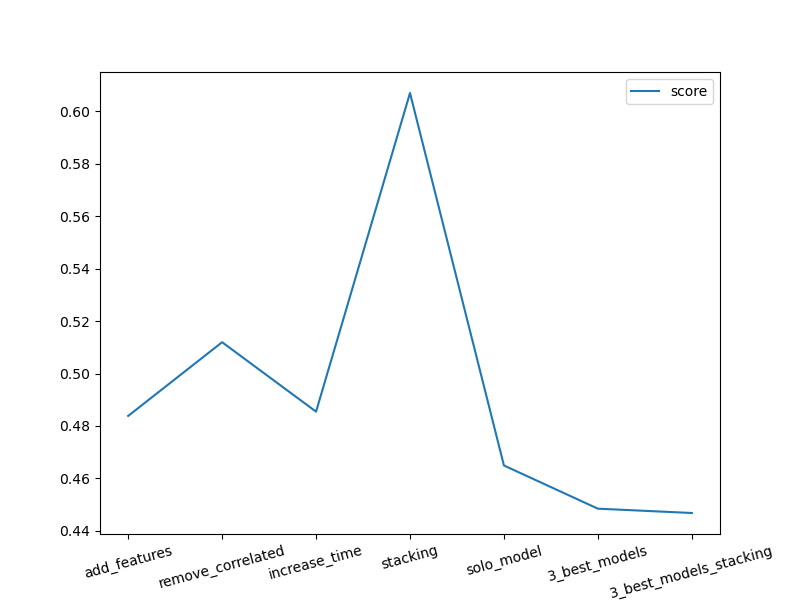 score
0.60
0.58
0.56
0.54
0.52
0.50
0.48
0.46
0.44
add_features
remove_correlated
increase_time
stacking
solo_model
3_best_models
3_best_models_stacking